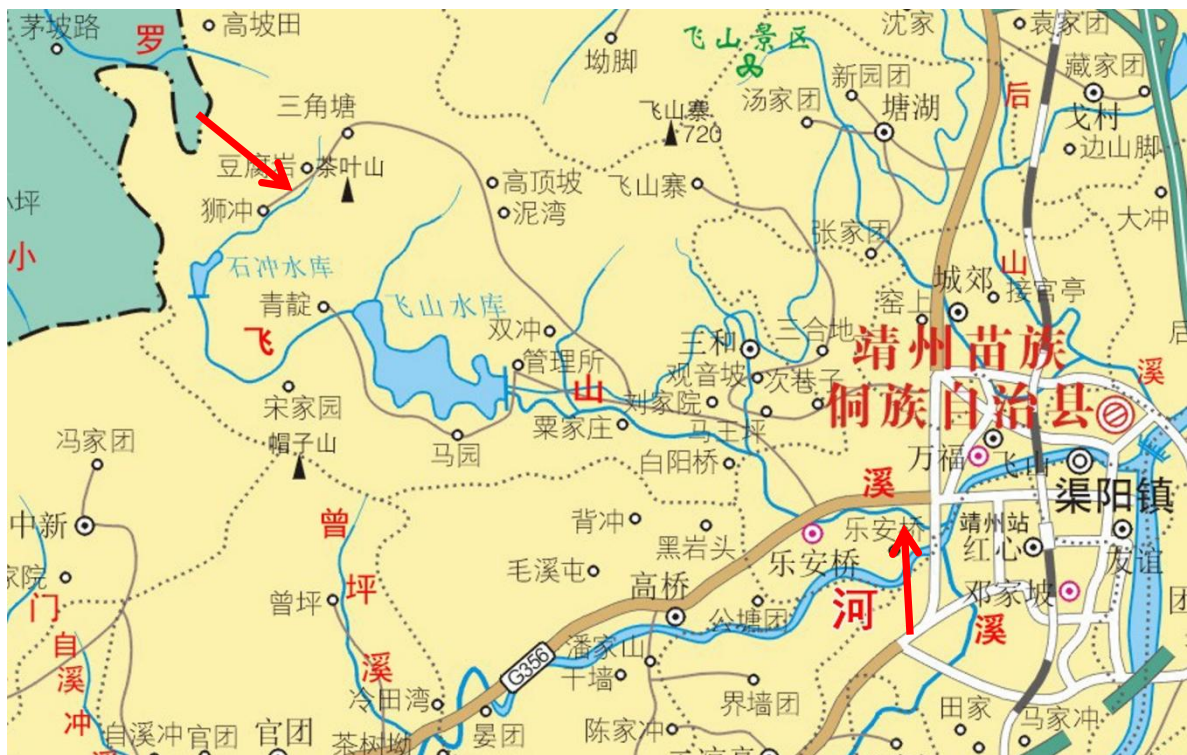 茅坡路
罗
高坡田
坳脚
飞山景区
沈家
袁家团
藏家团
新园团
汤家团
塘湖
后
戈村
边山脚
三角塘
飞山寨
720
豆腐岩
茶叶山
高顶坡
飞山寨
泥湾
狮冲
大冲
小
张家团
石冲水库
山
城郊
接官亭
青靛
飞山水库
窑上
飞
双冲
三和
三合地
靖州苗族
侗族自治县
管理所
观音坡
次巷子
溪
宋家园
山
刘家院
帽子山
粟家庄
马王坪
冯家团
马园
白阳桥
万福
飞山
溪
渠阳镇
中新
曾
背冲
黑岩头
乐安桥
靖州站
红心
友谊
毛溪屯
乐安桥
高桥
坪
邓家坡
门
曾坪
公塘团
河
溪
自
溪
冲
溪
潘家山
干墙
G356
冷田湾
界墙团
自溪冲
官团
官团
茶树坳
晏团
陈家冲
田家
马家冲